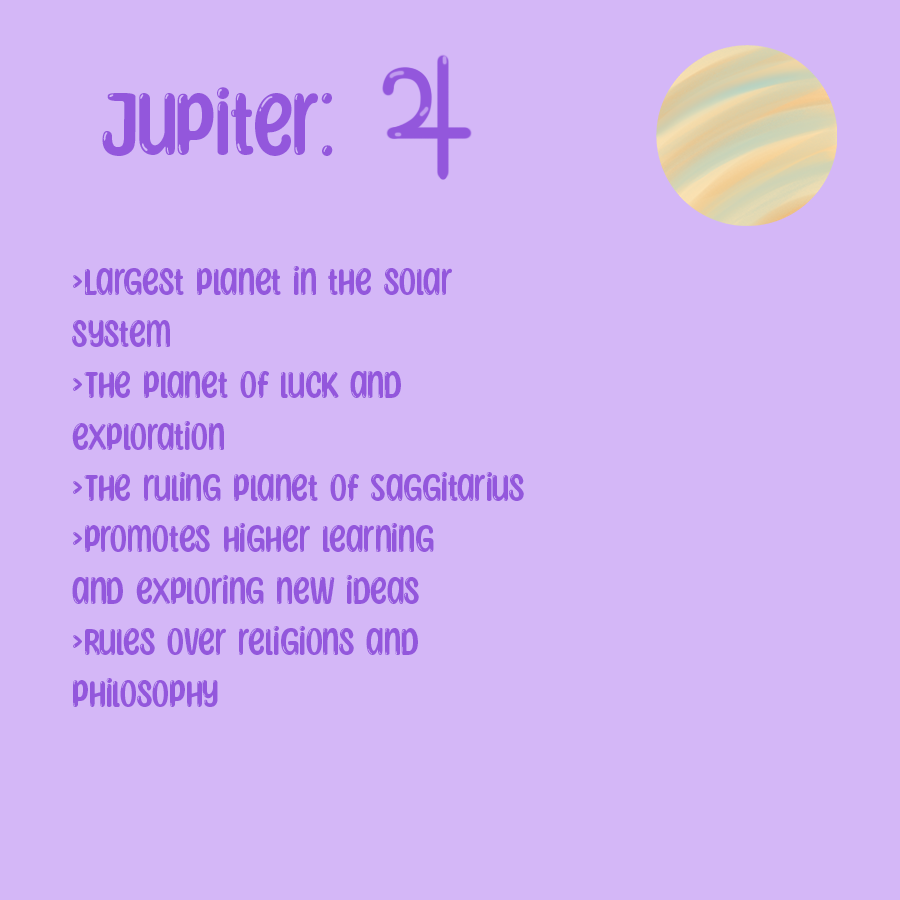 Jupiter: ♃
>Largest planet in the solar
system
>The planet of luck and
exploration
>The ruling planet of Saggitarius
>Promotes higher learning
and exploring new ideas
>Rules over religions and
philosophy